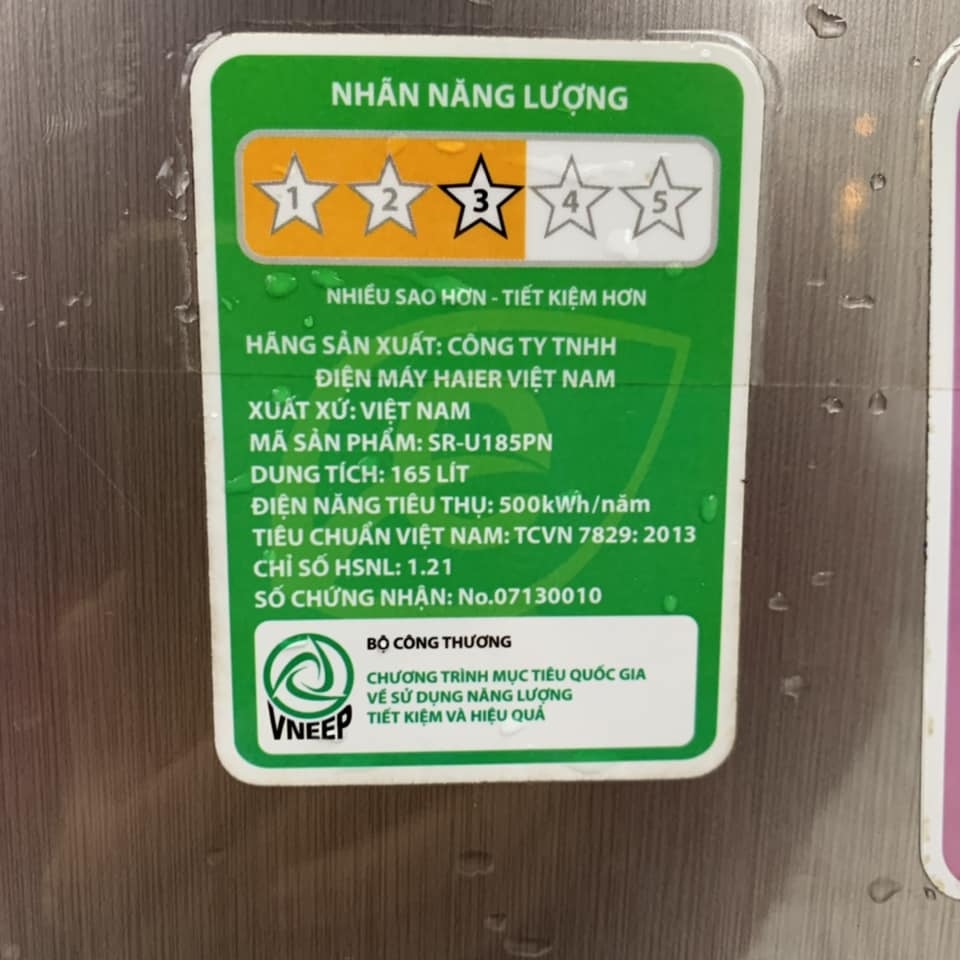 NHÃN NĂNG LƯỢNG
1 2 3 4 5
NHIỀU SAO HƠN - TIẾT KIỆM HƠN
HÃNG SẢN XUẤT: CÔNG TY TNHH
ĐIỆN MÁY HAIER VIỆT NAM
XUẤT XỨ: VIỆT NAM
MÃ SẢN PHẨM: SR-U185PN
DUNG TÍCH: 165 LÍT
ĐIỆN NĂNG TIÊU THỤ: 500kWh/năm
TIÊU CHUẨN VIỆT NAM: TCVN 7829: 2013
CHỈ SỐ HSNL: 1.21
SỐ CHỨNG NHẬN: No.07130010
BỘ CÔNG THƯƠNG
CHƯƠNG TRÌNH MỤC TIÊU QUỐC GIA
VỀ SỬ DỤNG NĂNG LƯỢNG
TIẾT KIỆM VÀ HIỆU QUẢ
VNEEP